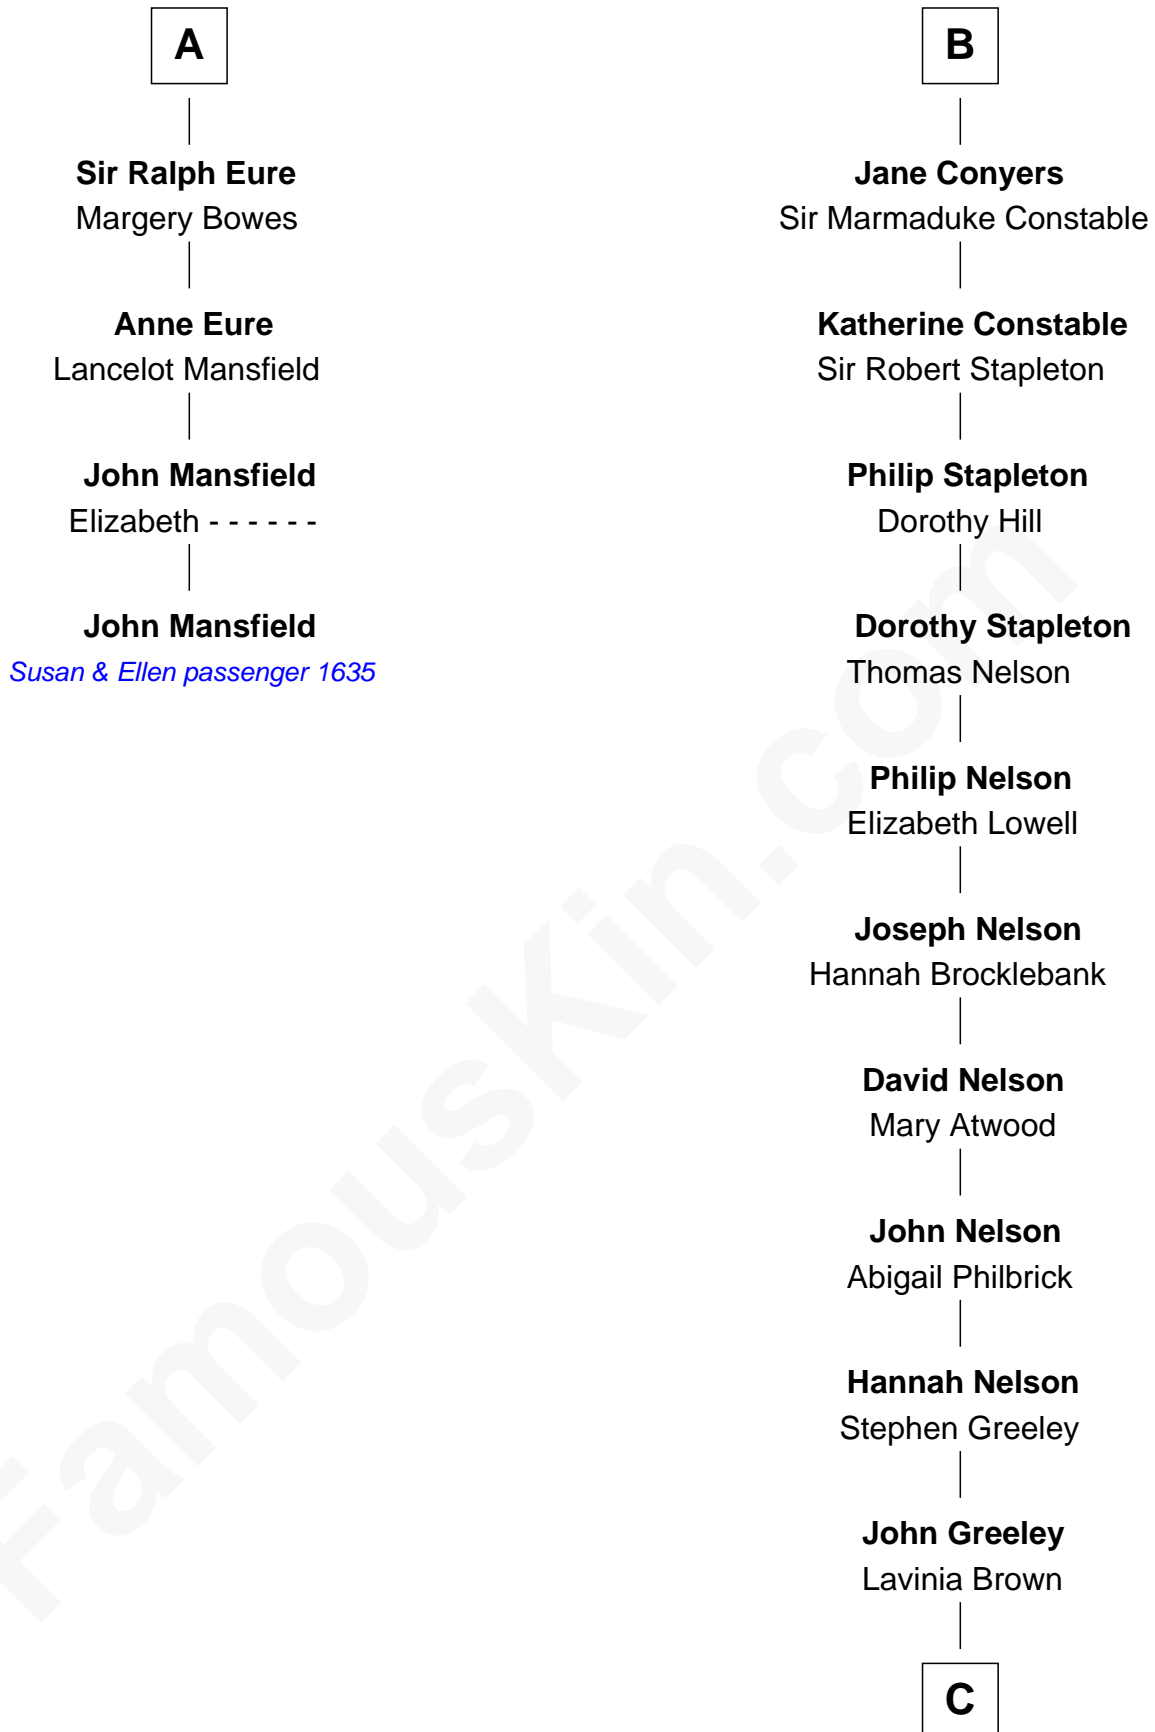 A
Sir Ralph Eure
Margery Bowes
Anne Eure
Lancelot Mansfield
John Mansfield
Elizabeth - - - - - -
John Mansfield
Susan & Ellen passenger 1635
B
Jane Conyers
Sir Marmaduke Constable
Katherine Constable
Sir Robert Stapleton
Philip Stapleton
Dorothy Hill
Dorothy Stapleton
Thomas Nelson
Philip Nelson
Elizabeth Lowell
Joseph Nelson
Hannah Brocklebank
David Nelson
Mary Atwood
John Nelson
Abigail Philbrick
Hannah Nelson
Stephen Greeley
John Greeley
Lavinia Brown
C
FamousKin.com